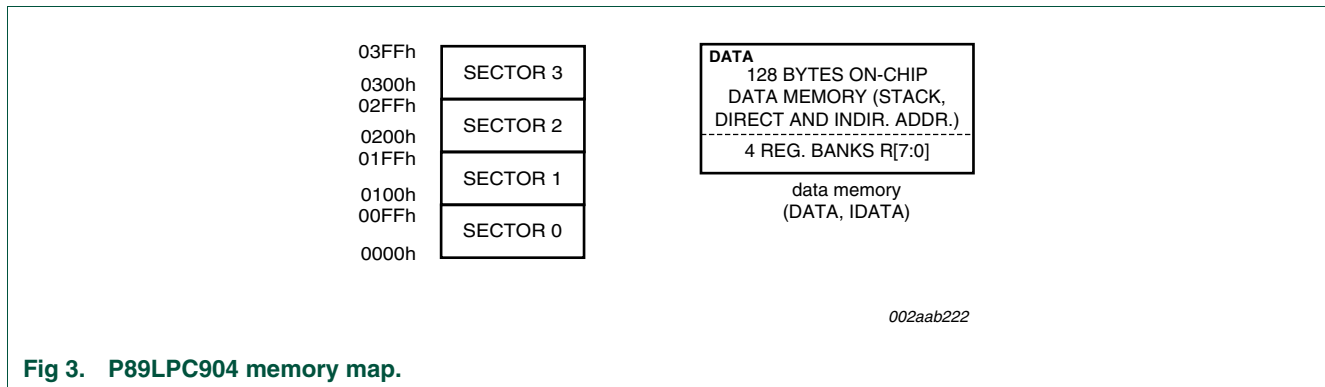 03FFh
SECTOR 3
0300h
02FFh
SECTOR 2
0200h
01FFh
SECTOR 1
0100h
00FFh
SECTOR 0
0000h
DATA
128 BYTES ON-CHIP
DATA MEMORY (STACK,
DIRECT AND INDIR. ADDR.)
4 REG. BANKS R[7:0]
data memory
(DATA, IDATA)
002aab222
Fig 3. P89LPC904 memory map.